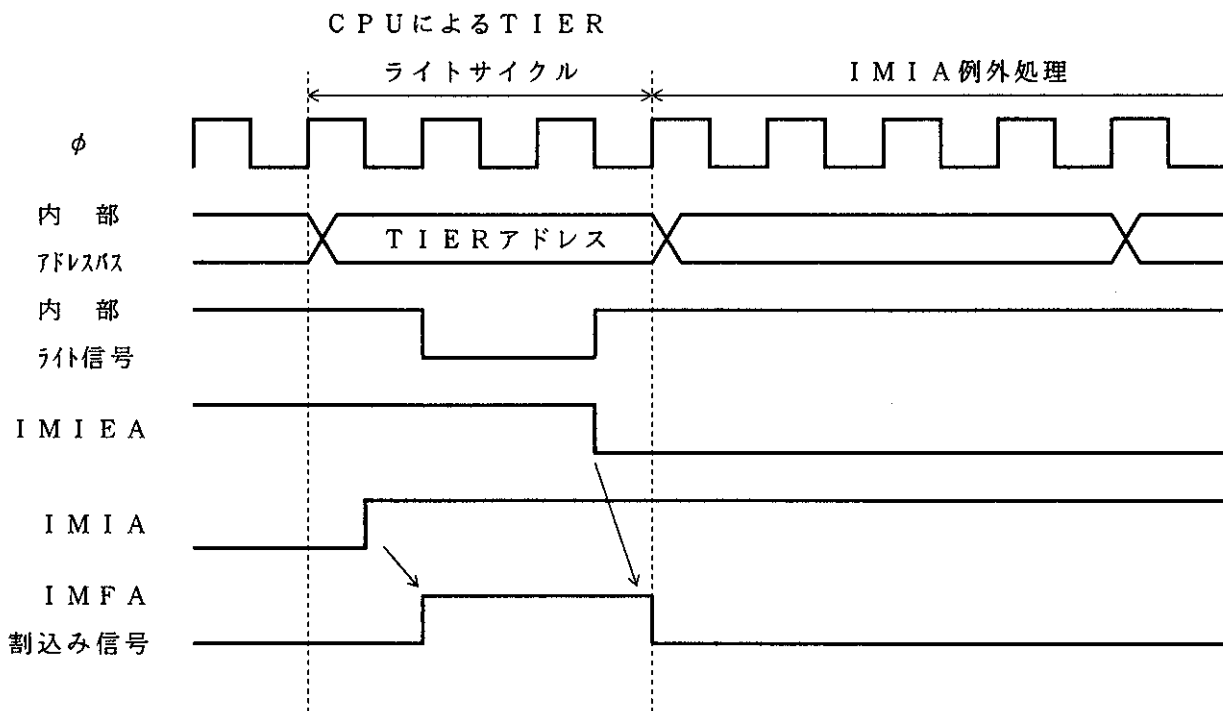 CPUによるTIER
ライトサイクル
IMIA例外処理
φ
内 部
アドレスバス
TIERアドレス
内 部
ライト信号
IMIEA
IMIA
IMFA
割込み信号